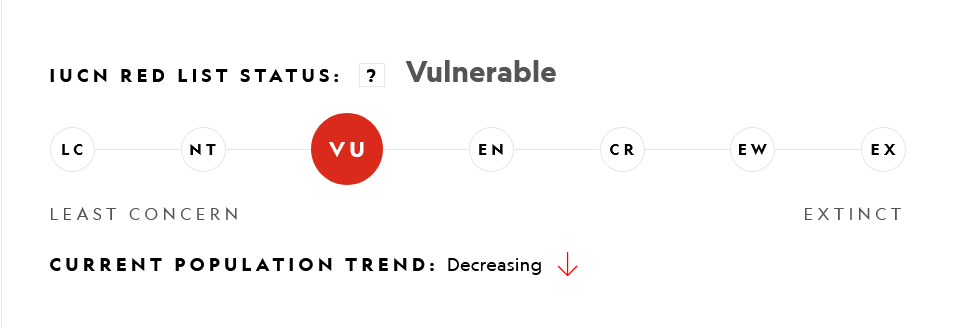 IUCN RED LIST STATUS: ? Vulnerable
LC NT VU EN CR EW EX
LEAST CONCERN EXTINCT
CURRENT POPULATION TREND: Decreasing